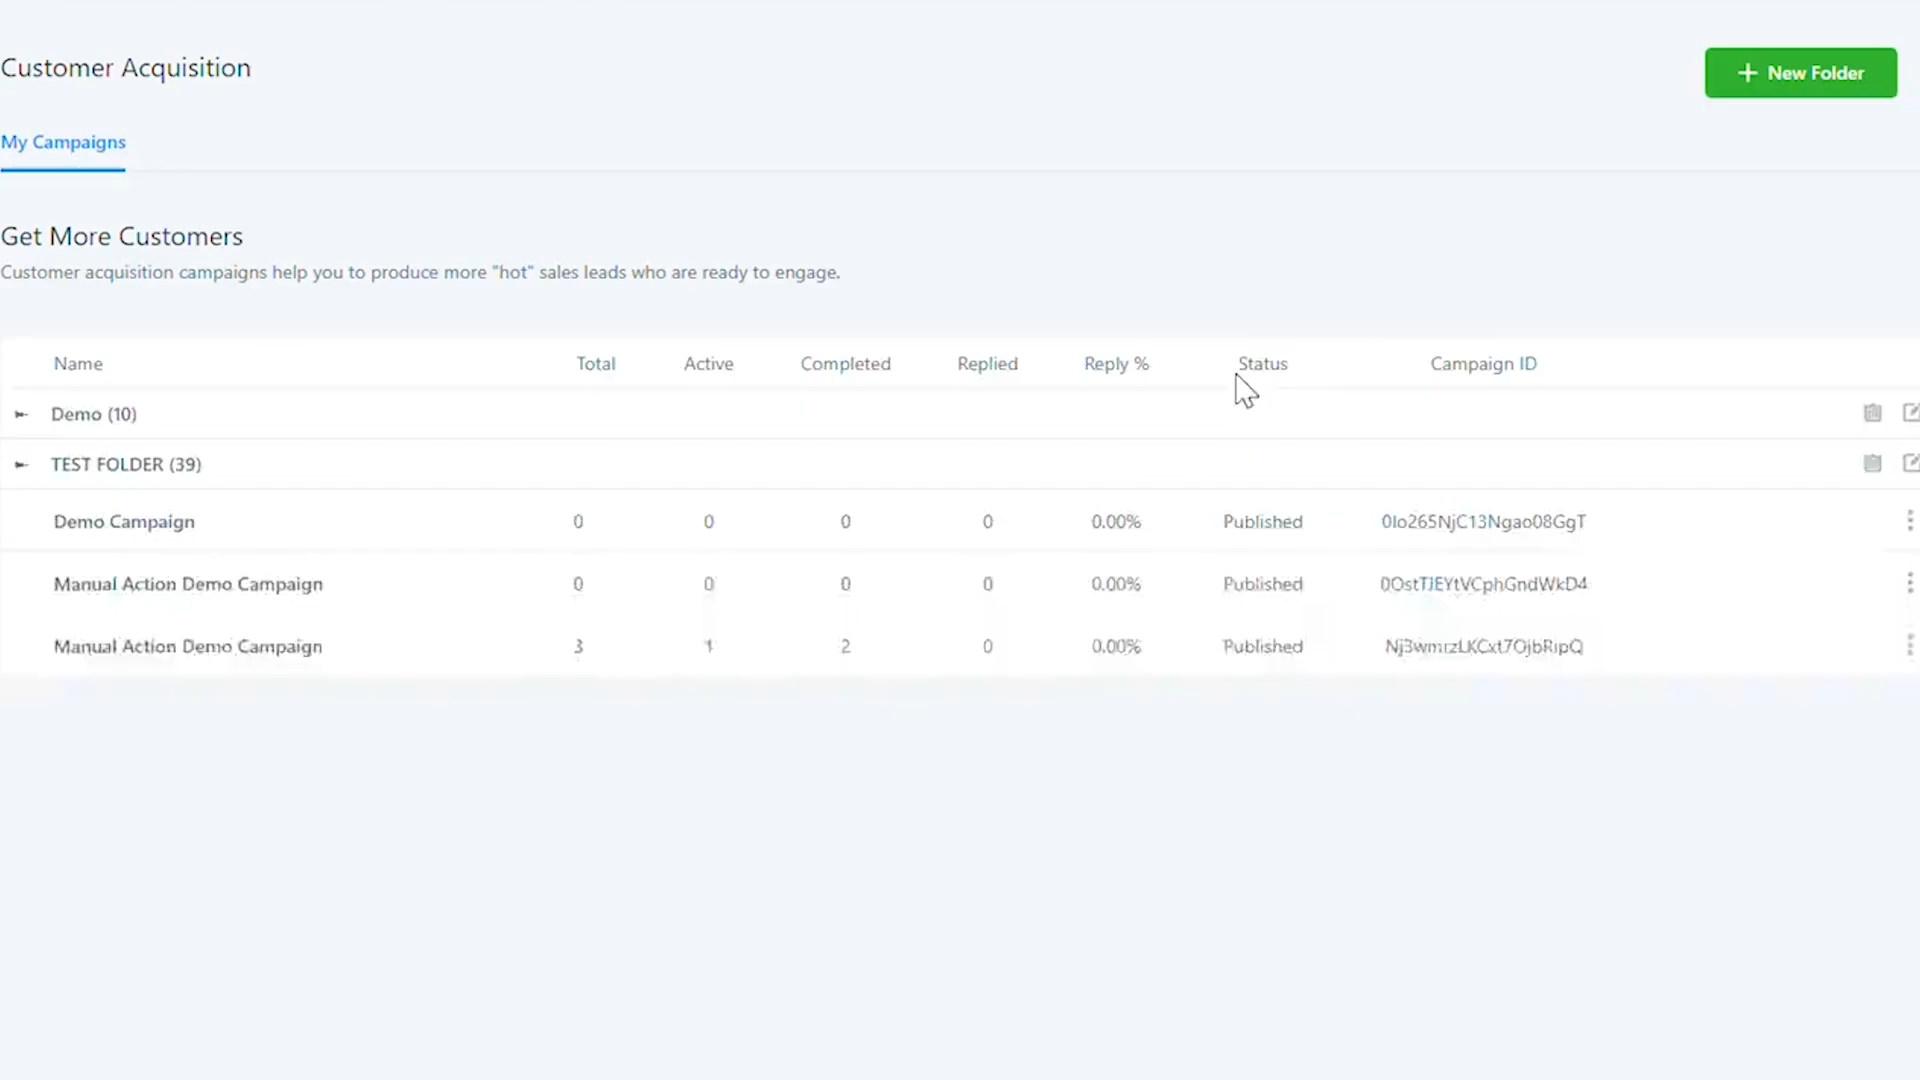 Customer Acquisition
New Folder
My Campaigns
Get More Customers
Customer acquisition campaigns help you to produce more "hot" sales leads who are ready to engage.
Name Total Active Completed Replied Reply % Status Campaign ID
Demo (10)
TEST FOLDER (39)
Demo Campaign 0 0 0 0 0.00% Published 0Io265NjC13Ngao08GgT
Manual Action Demo Campaign 0 0 0 0 0.00% Published 0OstTJEYtVCphGndWkD4
Manual Action Demo Campaign 3 1 2 0 0.00% Published